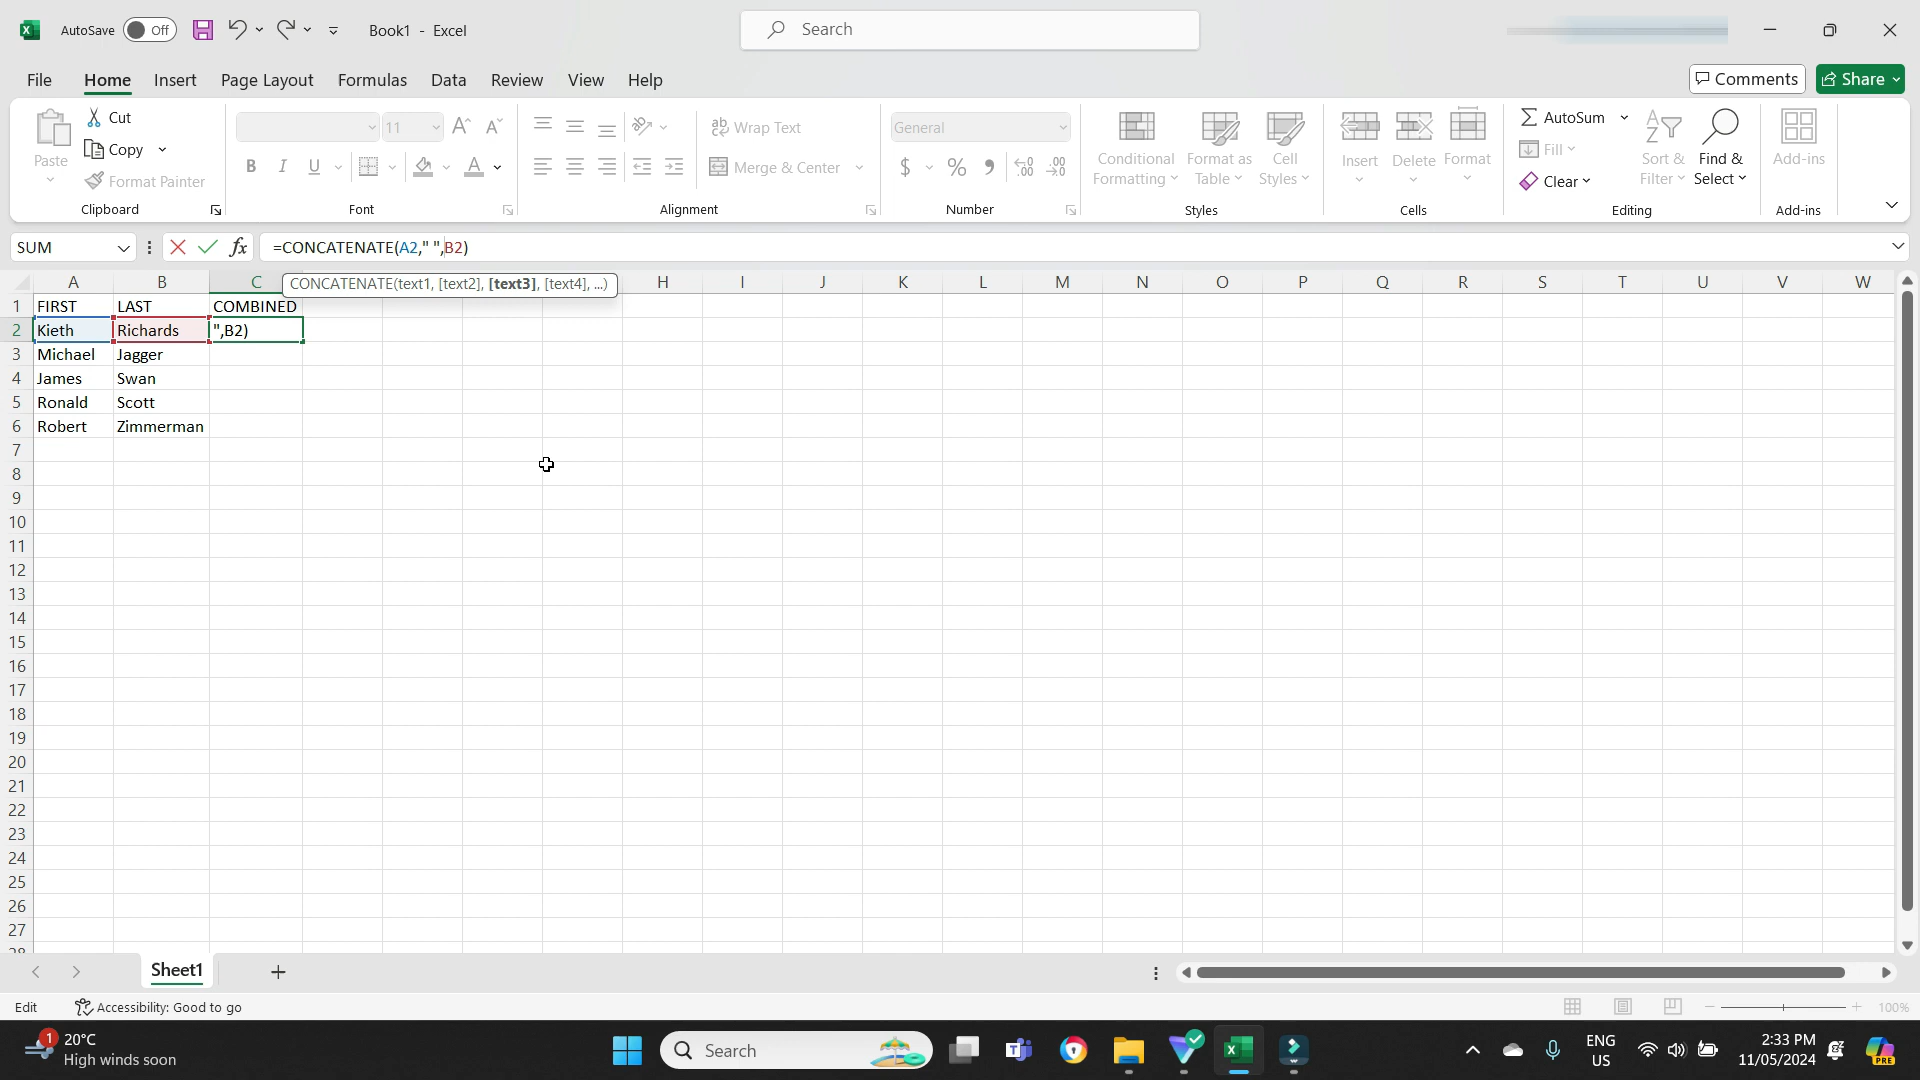 AutoSave Off Book1 - Excel Search
File Home Insert Page Layout Formulas Data Review View Help Comments Share
Paste Cut Copy Format Painter Clipboard
11 B I U A Font
Wrap Text Merge & Center Alignment
General $ % Number
Conditional Formatting Format as Table Cell Styles Styles
Insert Delete Format Cells
AutoSum Fill Clear Sort & Filter Find & Select Editing
Add-ins Add-ins
SUM fx =CONCATENATE(A2," ",B2)
CONCATENATE(text1, [text2], [text3], [text4], ...)
A B C H I J K L M N O P Q R S T U V W
1 FIRST LAST COMBINED
2 Kieth Richards ",B2)
3 Michael Jagger
4 James Swan
5 Ronald Scott
6 Robert Zimmerman
7
8
9
10
11
12
13
14
15
16
17
18
19
20
21
22
23
24
25
26
27
28
Sheet1
Edit Accessibility: Good to go 100%
1 20°C Search ENG 2:33 PM
High winds soon US 11/05/2024 PRE